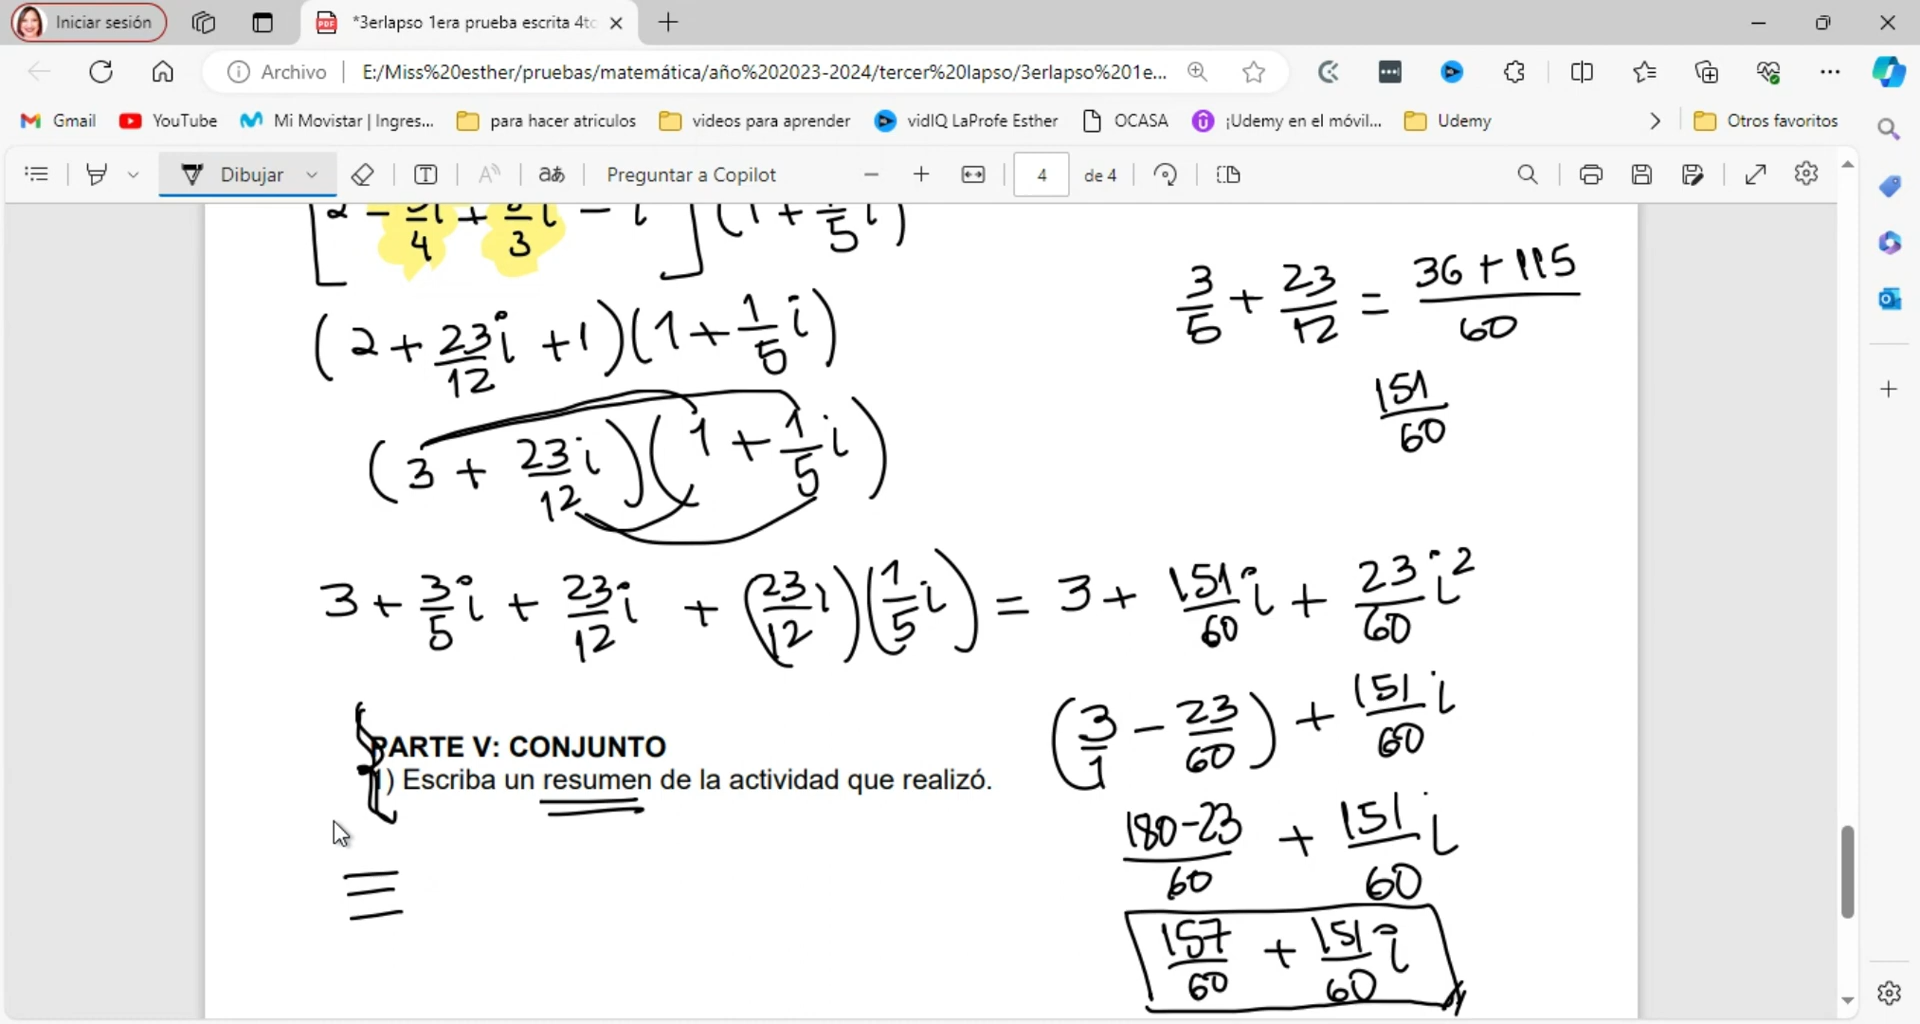 Iniciar sesión
*3erlapso 1era prueba escrita 4to
Archivo
E:/Miss%20esther/pruebas/matemática/año%202023-2024/tercer%20lapso/3erlapso%201e...
Gmail
YouTube
Mi Movistar | Ingres...
para hacer atriculos
videos para aprender
vidIQ LaProfe Esther
OCASA
¡Udemy en el móvil...
Udemy
Otros favoritos
Dibujar
aあ
Preguntar a Copilot
4
de 4
(2 + 23/12 i + 1)(1 + 1/5 i)
3/5 + 23/12 = 36 + 115 / 60
151/60
(3 + 23/12 i)(1 + 1/5 i)
3 + 3/5 i + 23/12 i + (23/12 i)(1/5 i) = 3 + 151/60 i + 23/60 i²
(3/1 - 23/60) + 151/60 i
PARTE V: CONJUNTO
1) Escriba un resumen de la actividad que realizó.
180-23/60 + 151/60 i
157/60 + 151/60 i